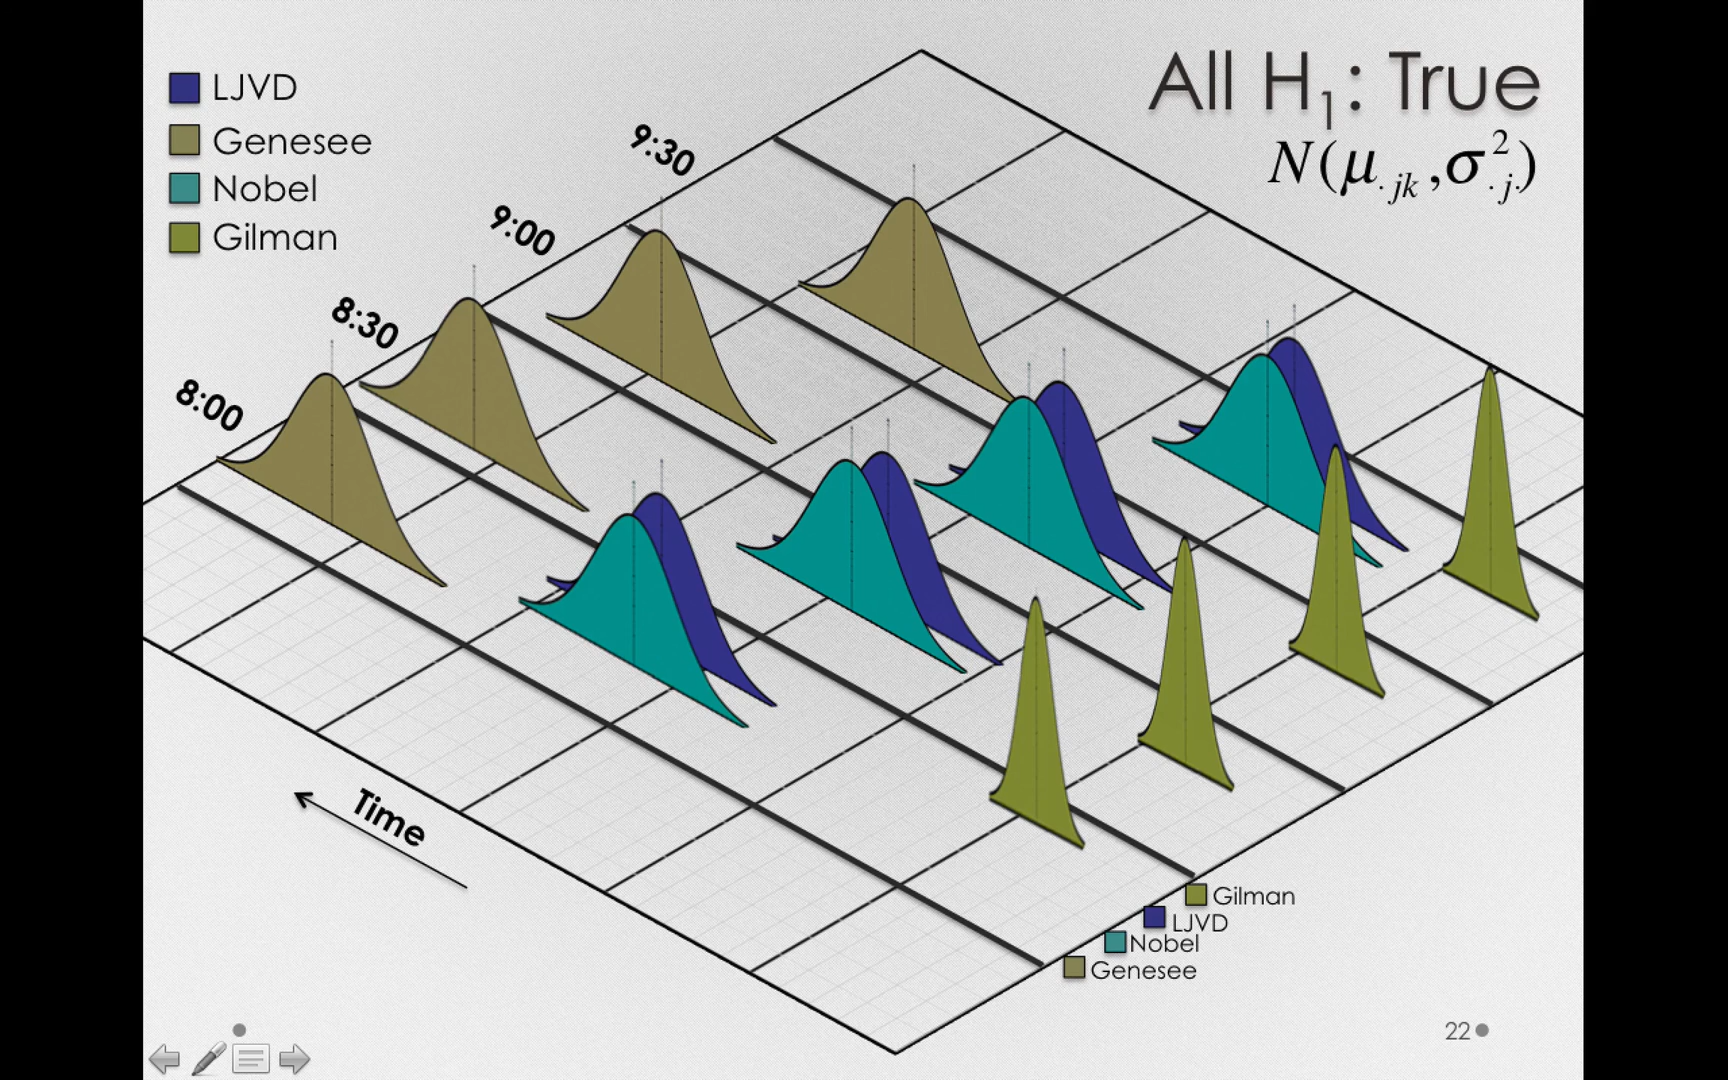 All H₁: True
N(μ.jk,σ².j.)
LJVD
Genesee
Nobel
Gilman
9:30
9:00
8:30
8:00
Time
Gilman
LJVD
Nobel
Genesee
22